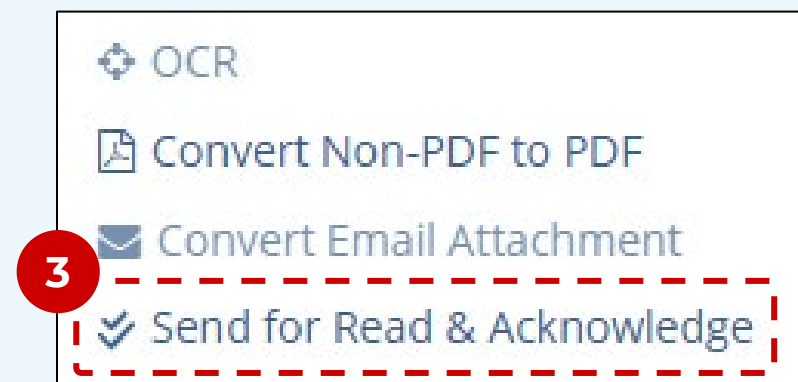 OCR
Convert Non-PDF to PDF
Convert Email Attachment
3
Send for Read & Acknowledge